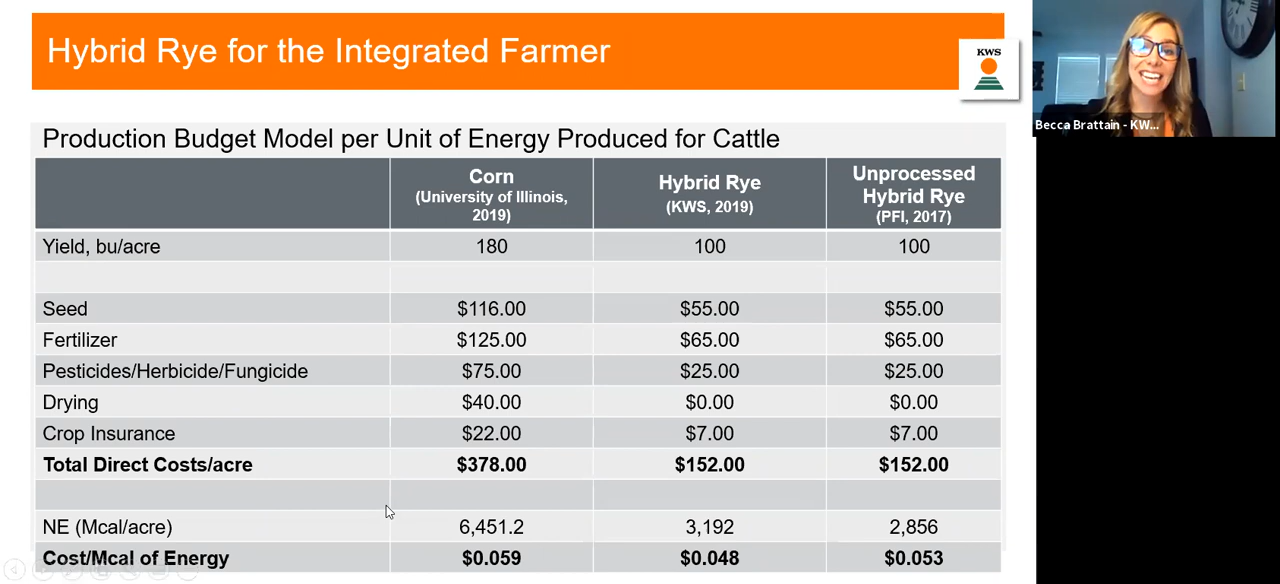 Hybrid Rye for the Integrated Farmer
KWS
Becca Brattain - KW...
Production Budget Model per Unit of Energy Produced for Cattle
Corn
(University of Illinois,
2019)
Hybrid Rye
(KWS, 2019)
Unprocessed
Hybrid Rye
(PFI, 2017)
Yield, bu/acre 180 100 100
Seed $116.00 $55.00 $55.00
Fertilizer $125.00 $65.00 $65.00
Pesticides/Herbicide/Fungicide $75.00 $25.00 $25.00
Drying $40.00 $0.00 $0.00
Crop Insurance $22.00 $7.00 $7.00
Total Direct Costs/acre $378.00 $152.00 $152.00
NE (Mcal/acre) 6,451.2 3,192 2,856
Cost/Mcal of Energy $0.059 $0.048 $0.053